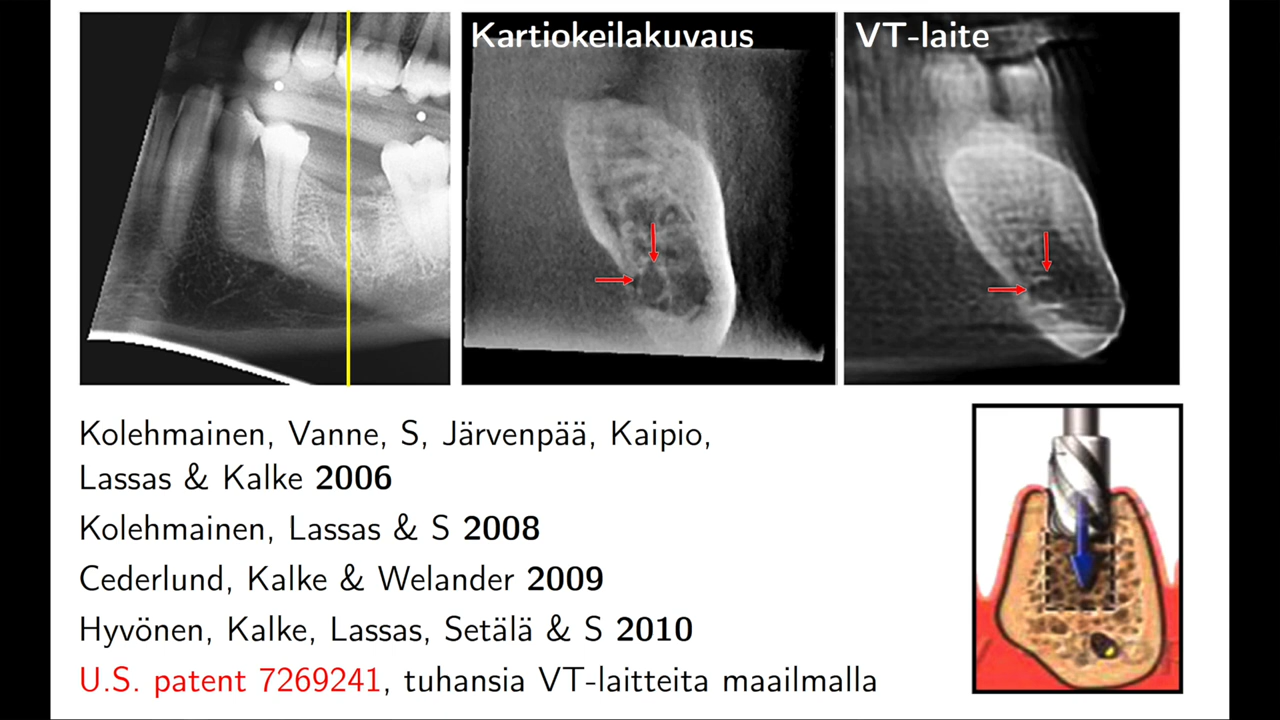 Kartiokeilakuvaus
VT-laite
Kolehmainen, Vanne, S, Järvenpää, Kaipio,
Lassas & Kalke 2006
Kolehmainen, Lassas & S 2008
Cederlund, Kalke & Welander 2009
Hyvönen, Kalke, Lassas, Setälä & S 2010
U.S. patent 7269241, tuhansia VT-laitteita maailmalla